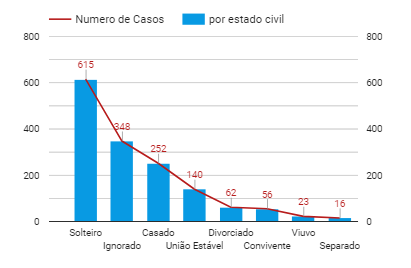 Numero de Casos por estado civil
800 800
615
600 600
400 400
348
252
200 200
140
62 56 23 16
0 0
Solteiro Casado Divorciado Viuvo
Ignorado União Estável Convivente Separado